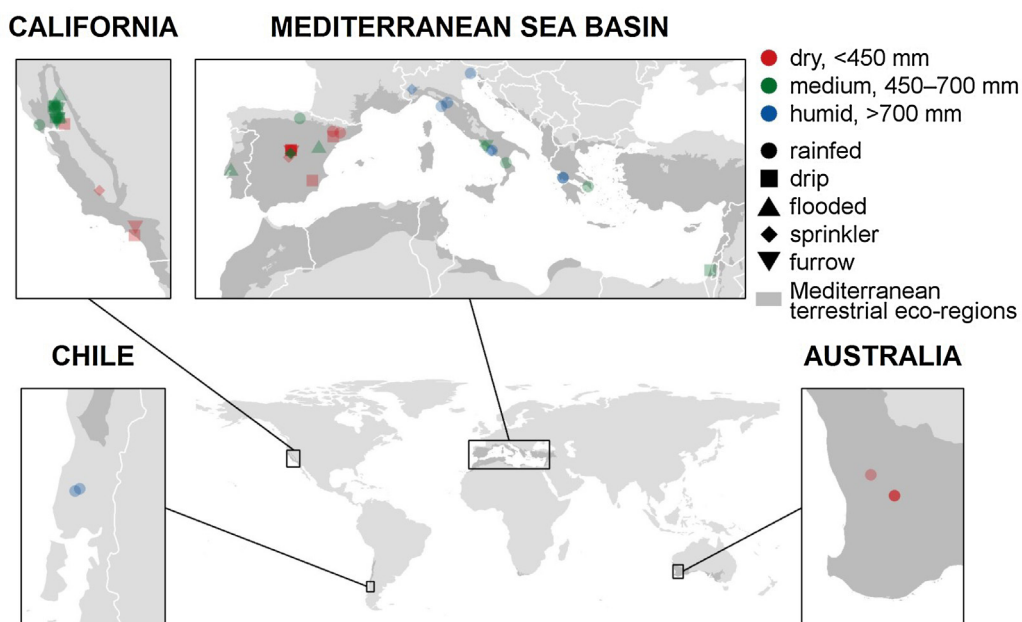 CALIFORNIA
MEDITERRANEAN SEA BASIN
dry, <450 mm
medium, 450–700 mm
humid, >700 mm
rainfed
drip
flooded
sprinkler
furrow
Mediterranean
terrestrial eco-regions
CHILE
AUSTRALIA